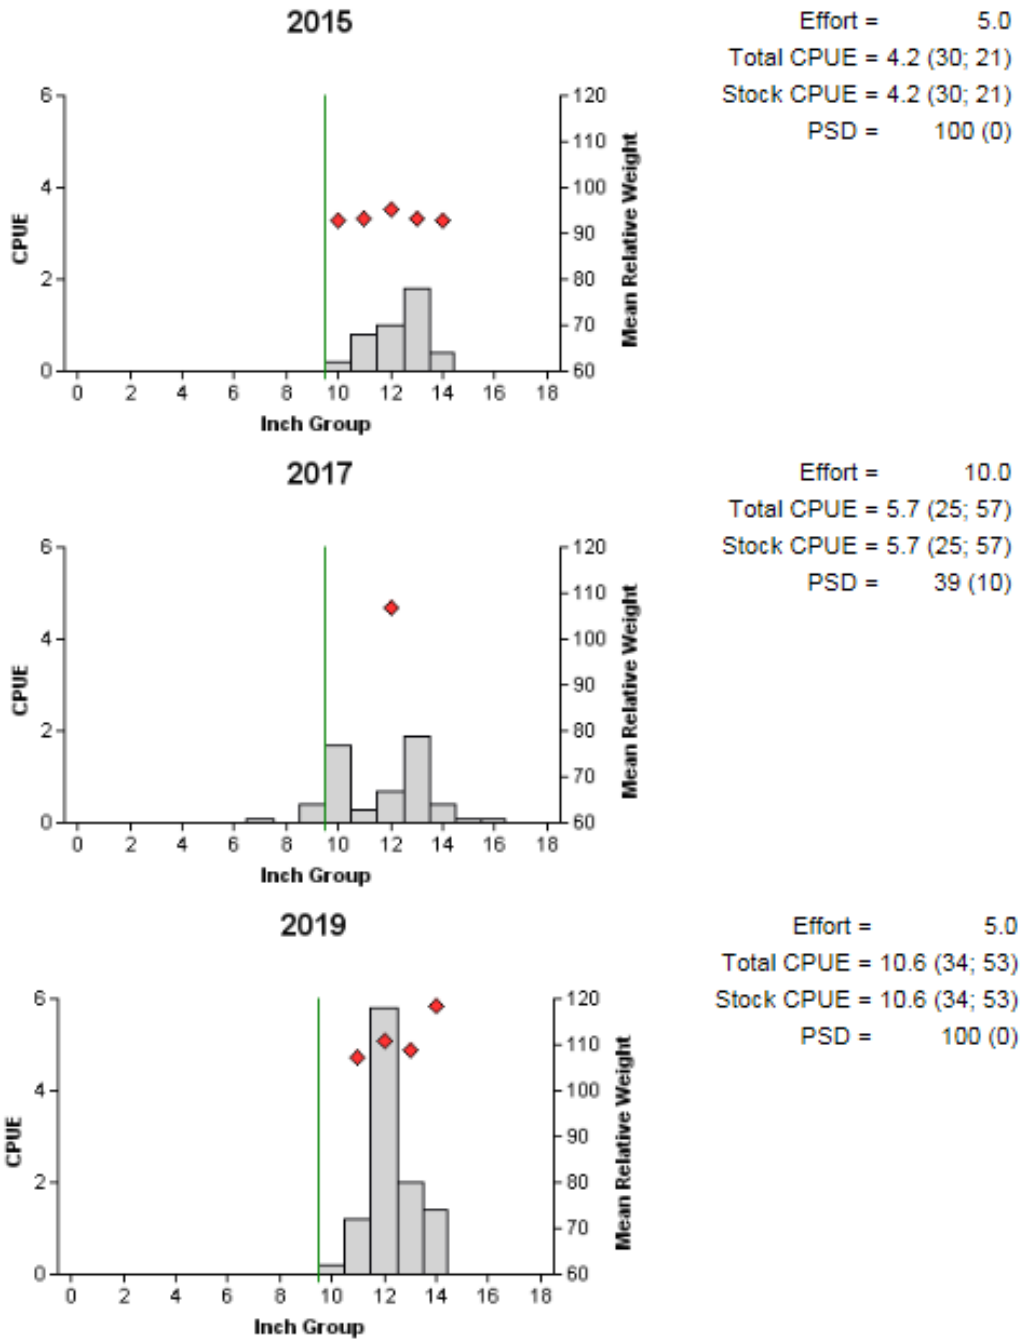 2015
Effort = 5.0
Total CPUE = 4.2 (30; 21)
Stock CPUE = 4.2 (30; 21)
PSD = 100 (0)
6 120
110
4 100
90
2 80
70
0 60
CPUE
Mean Relative Weight
0 2 4 6 8 10 12 14 16 18
Inch Group
2017
Effort = 10.0
Total CPUE = 5.7 (25; 57)
Stock CPUE = 5.7 (25; 57)
PSD = 39 (10)
6 120
110
4 100
90
2 80
70
0 60
CPUE
Mean Relative Weight
0 2 4 6 8 10 12 14 16 18
Inch Group
2019
Effort = 5.0
Total CPUE = 10.6 (34; 53)
Stock CPUE = 10.6 (34; 53)
PSD = 100 (0)
6 120
110
4 100
90
2 80
70
0 60
CPUE
Mean Relative Weight
0 2 4 6 8 10 12 14 16 18
Inch Group